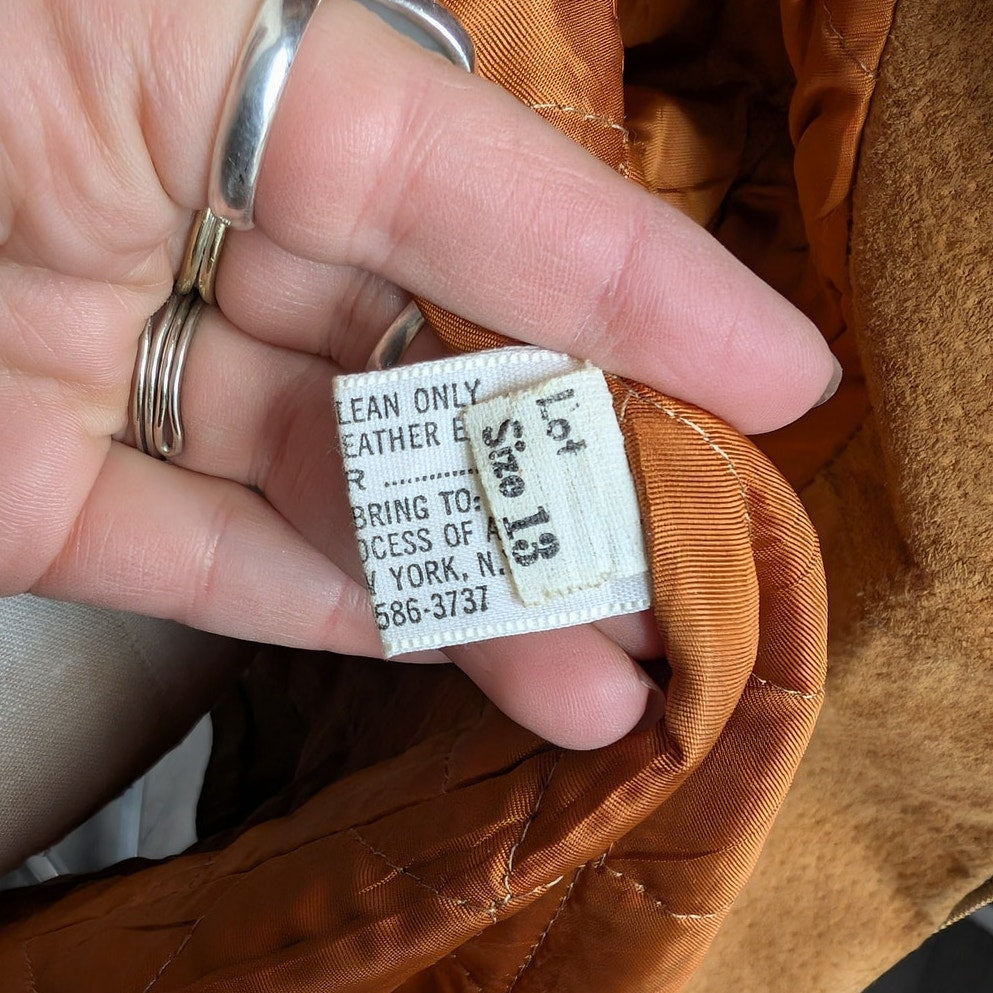 LEAN ONLY
EATHER E
R ............
BRING TO:
OCESS OF A
YORK, N.
586-3737
Lot
Size 13